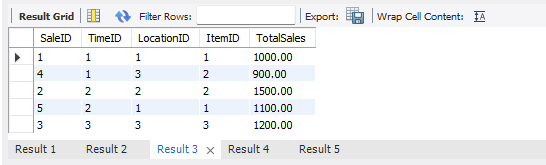 Result Grid Filter Rows: Export: Wrap Cell Content: IA
SaleID TimeID LocationID ItemID TotalSales
1 1 1 1 1000.00
4 1 3 2 900.00
2 2 2 2 1500.00
5 2 1 1 1100.00
3 3 3 3 1200.00
Result 1 Result 2 Result 3 × Result 4 Result 5